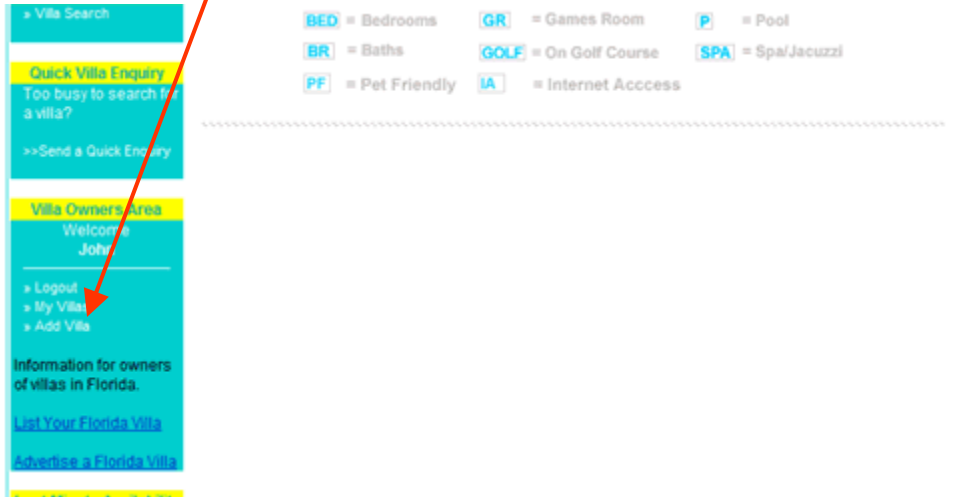 » Villa Search
BED = Bedrooms GR = Games Room P = Pool
BR = Baths GOLF = On Golf Course SPA = Spa/Jacuzzi
PF = Pet Friendly IA = Internet Acccess
Quick Villa Enquiry
Too busy to search for
a villa?
>>Send a Quick Enquiry
Villa Owners Area
Welcome
John
» Logout
» My Villas
» Add Villa
Information for owners
of villas in Florida.
List Your Florida Villa
Advertise a Florida Villa